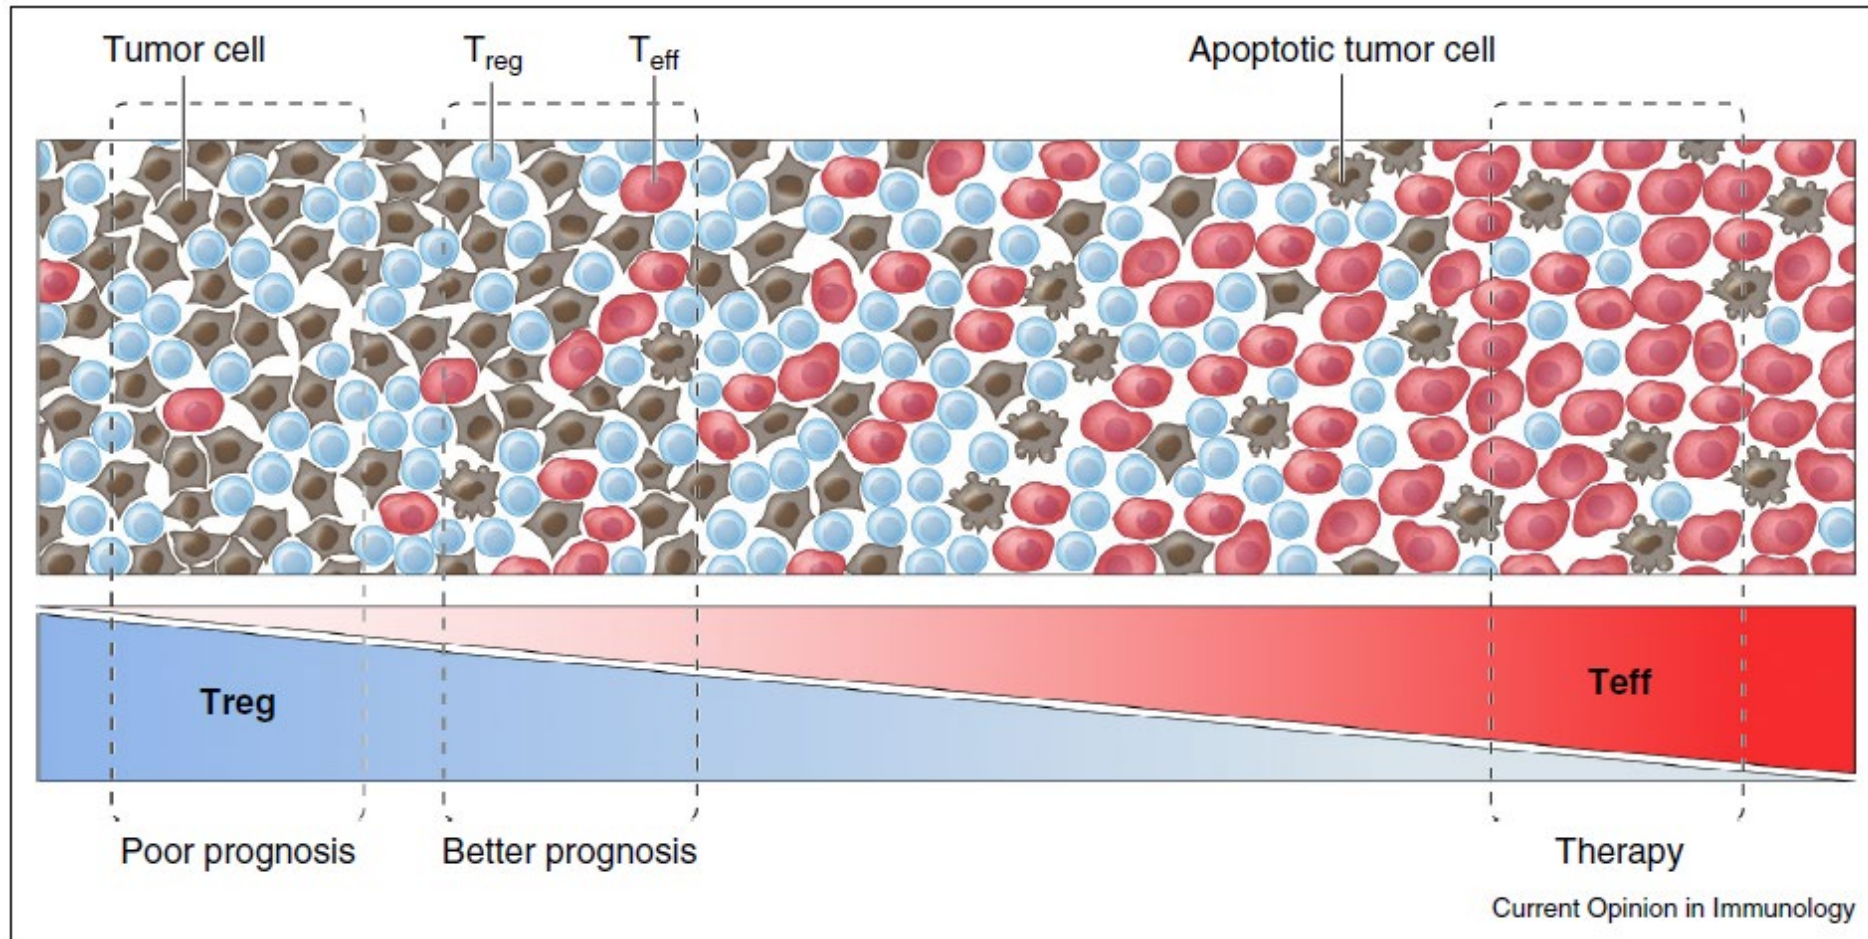 Tumor cell
Treg
Teff
Apoptotic tumor cell
Treg
Teff
Poor prognosis
Better prognosis
Therapy
Current Opinion in Immunology